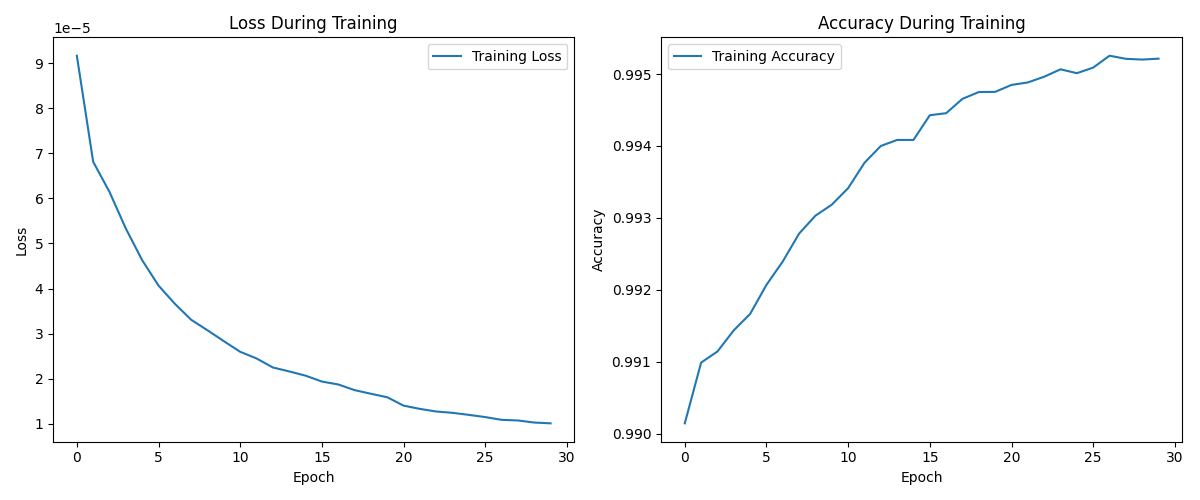 Loss During Training
1e−5
Training Loss
9
8
7
6
5
4
3
2
1
Loss
0 5 10 15 20 25 30
Epoch
Accuracy During Training
Training Accuracy
0.995
0.994
0.993
0.992
0.991
0.990
Accuracy
0 5 10 15 20 25 30
Epoch